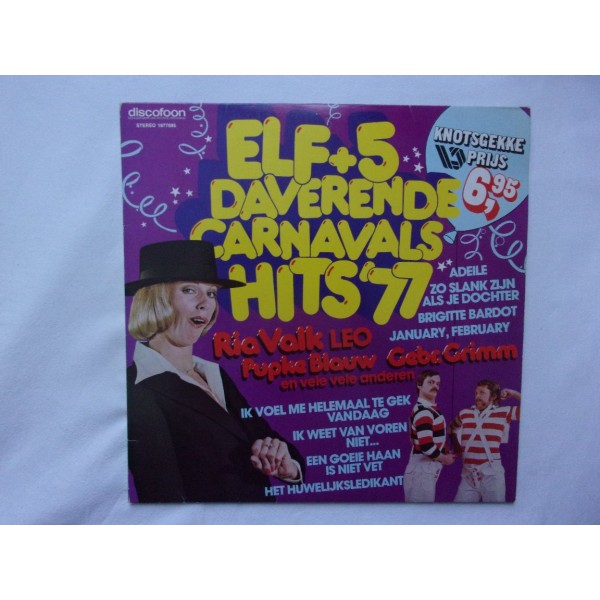 discofoon
STEREO 1677065
ELF+5
DAVERENDE
CARNAVALS
HITS '77
KNOTSGEKKE
PRIJS
6,95
ADEILE
ZO SLANK ZIJN
ALS JE DOCHTER
BRIGITTE BARDOT
JANUARY, FEBRUARY
Ria Valk LEO
Pupke Blauw Gebr. Grimm
en vele vele anderen
IK VOEL ME HELEMAAL TE GEK
VANDAAG
IK WEET VAN VOREN
NIET...
EEN GOEIE HAAN
IS NIET VET
HET HUWELIJKSLEDIKANT